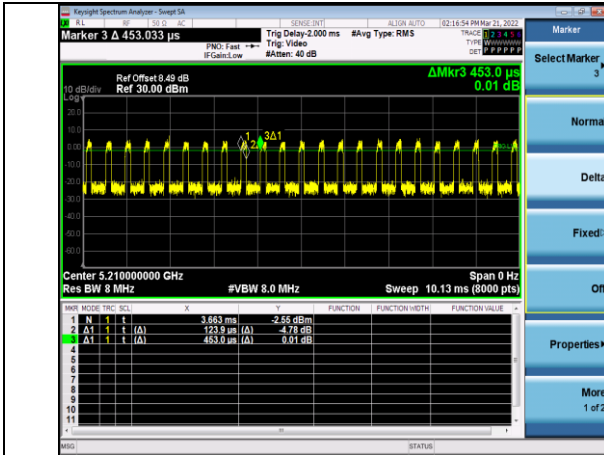 Keysight Spectrum Analyzer - Swept SA
RL RF 50 Ω AC SENSE:INT ALIGN AUTO 02:16:54 PM Mar 21, 2022
Marker 3 Δ 453.033 μs
Trig Delay-2.000 ms #Avg Type: RMS
TRACE 1 2 3 4 5 6
PNO: Fast Trig: Video
TYPE WWWWWW
IFGain:Low #Atten: 40 dB
DET P P P P P P
Ref Offset 8.49 dB
ΔMkr3 453.0 μs
10 dB/div Ref 30.00 dBm
0.01 dB
Log
20.0
10.0
0.00
-10.0
-20.0
-30.0
-40.0
-50.0
-60.0
1
2
3Δ1
Center 5.210000000 GHz Span 0 Hz
Res BW 8 MHz #VBW 8.0 MHz Sweep 10.13 ms (8000 pts)
MKR MODE TRC SCL X Y FUNCTION FUNCTION WIDTH FUNCTION VALUE
1 N 1 t 3.663 ms -2.55 dBm
2 Δ1 1 t (Δ) 123.9 μs (Δ) -4.78 dB
3 Δ1 1 t (Δ) 453.0 μs (Δ) 0.01 dB
4
5
6
7
8
9
10
11
MSG STATUS
Marker
Select Marker
3
Norma
Delta
Fixed
Off
Properties
More
1 of 2